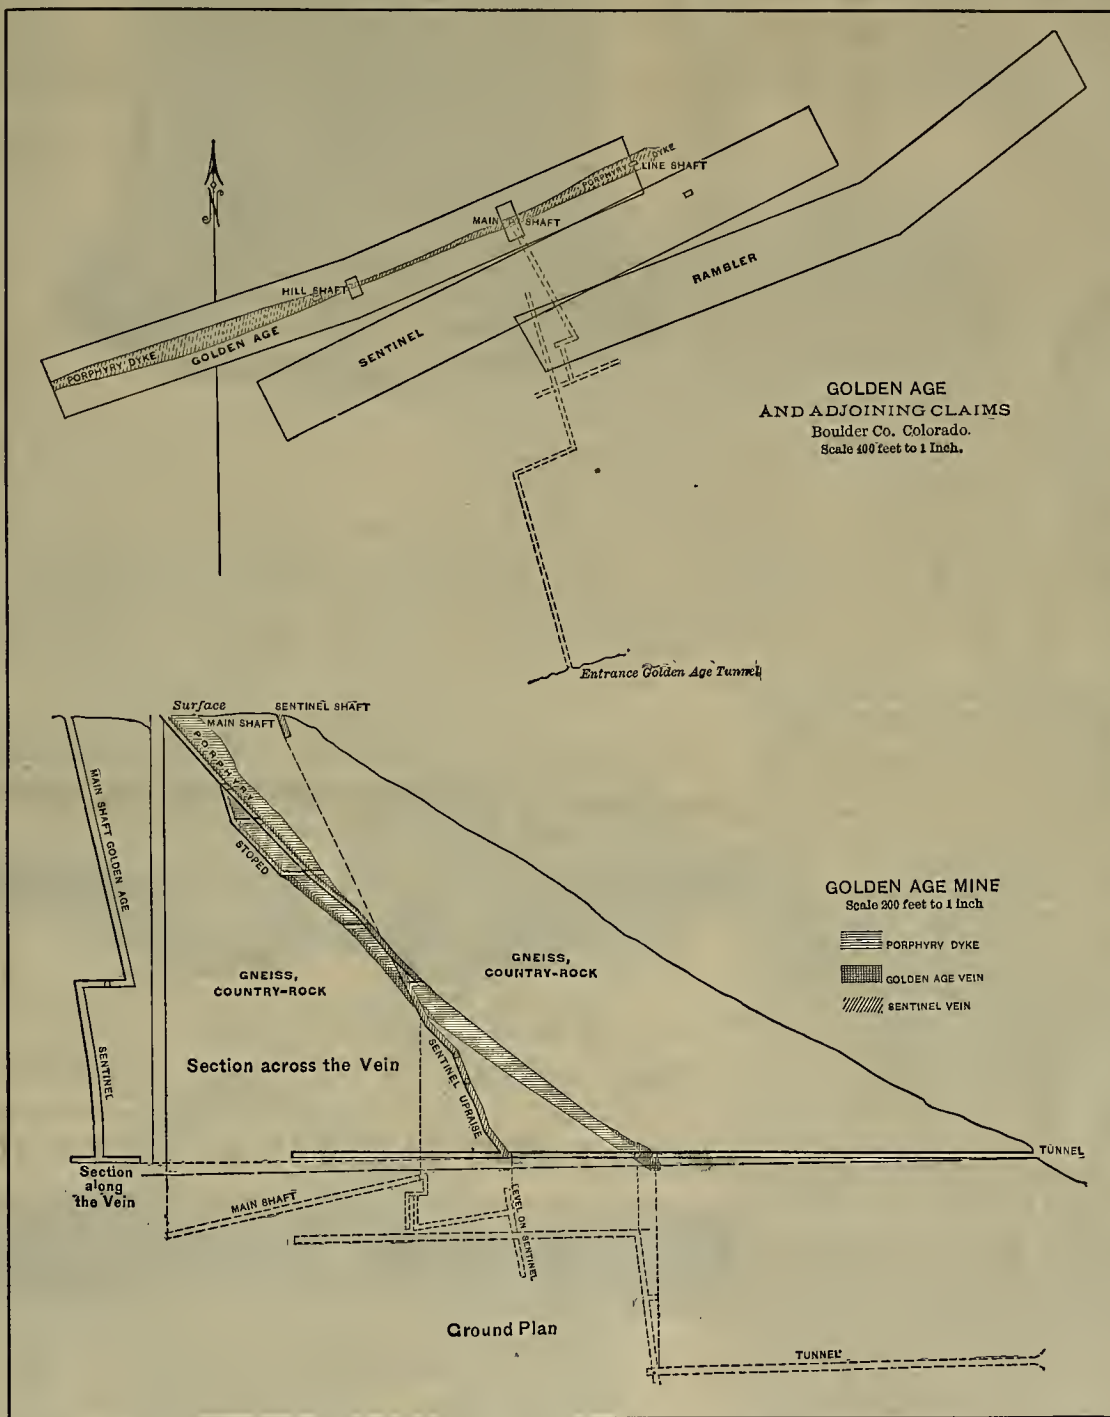 PORPHYRY DYKE
LINE SHAFT
MAIN SHAFT
HILL SHAFT
PORPHYRY DYKE
GOLDEN AGE
SENTINEL
RAMBLER
GOLDEN AGE
AND ADJOINING CLAIMS
Boulder Co. Colorado.
Scale 400 feet to 1 Inch.
Entrance Golden Age Tunnel
Surface
SENTINEL SHAFT
MAIN SHAFT
PORPHYRY
MAIN SHAFT GOLDEN AGE
STOPED
GOLDEN AGE MINE
Scale 200 feet to 1 Inch
PORPHYRY DYKE
GOLDEN AGE VEIN
SENTINEL VEIN
GNEISS,
COUNTRY-ROCK
GNEISS,
COUNTRY-ROCK
SENTINEL
Section across the Vein
SENTINEL UPRAISE
TUNNEL
Section
along
the Vein
MAIN SHAFT
LEVEL ON SENTINEL
Ground Plan
TUNNEL